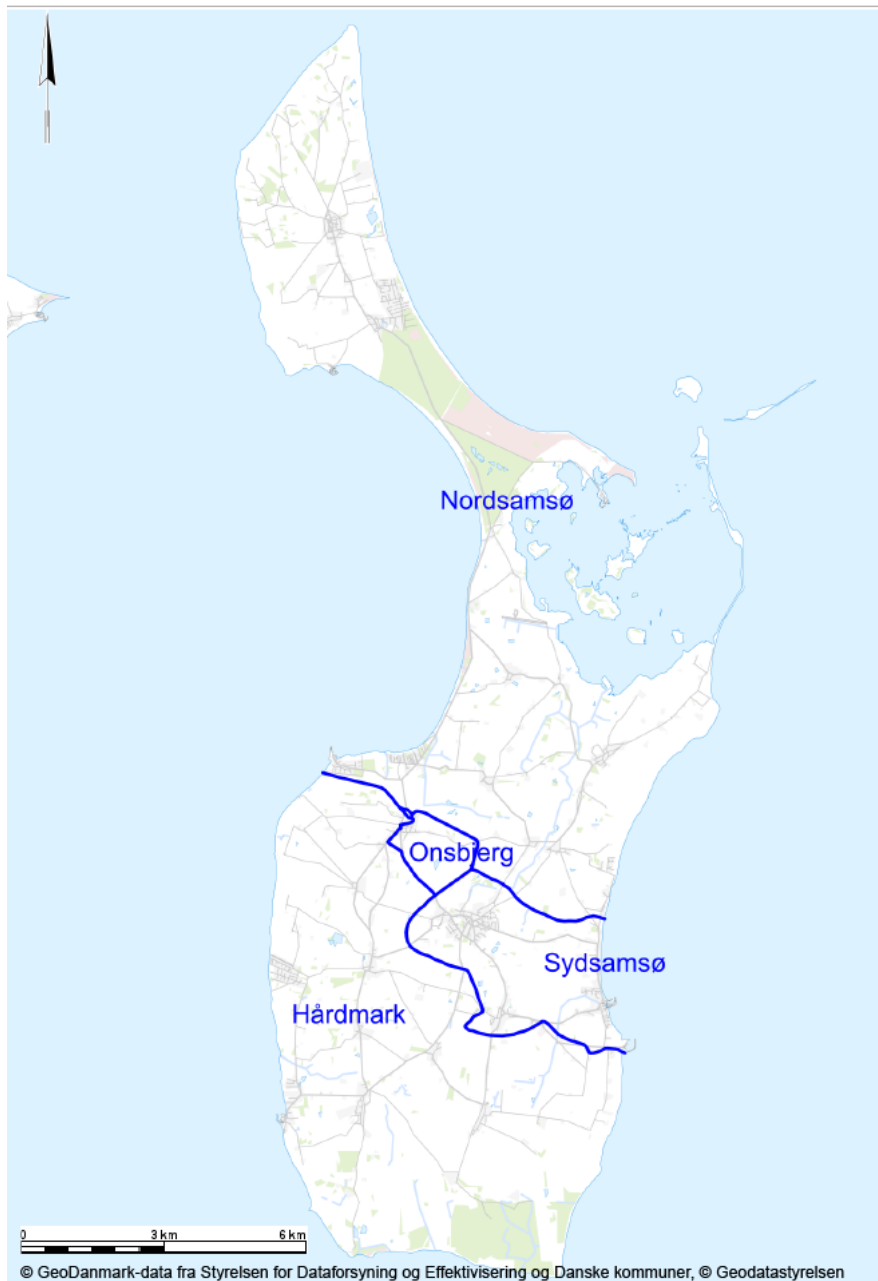 Nordsamsø
Onsbjerg
Sydsamsø
Hårdmark
0 3 km 6 km
© GeoDanmark-data fra Styrelsen for Dataforsyning og Effektivisering og Danske kommuner, © Geodatastyrelsen